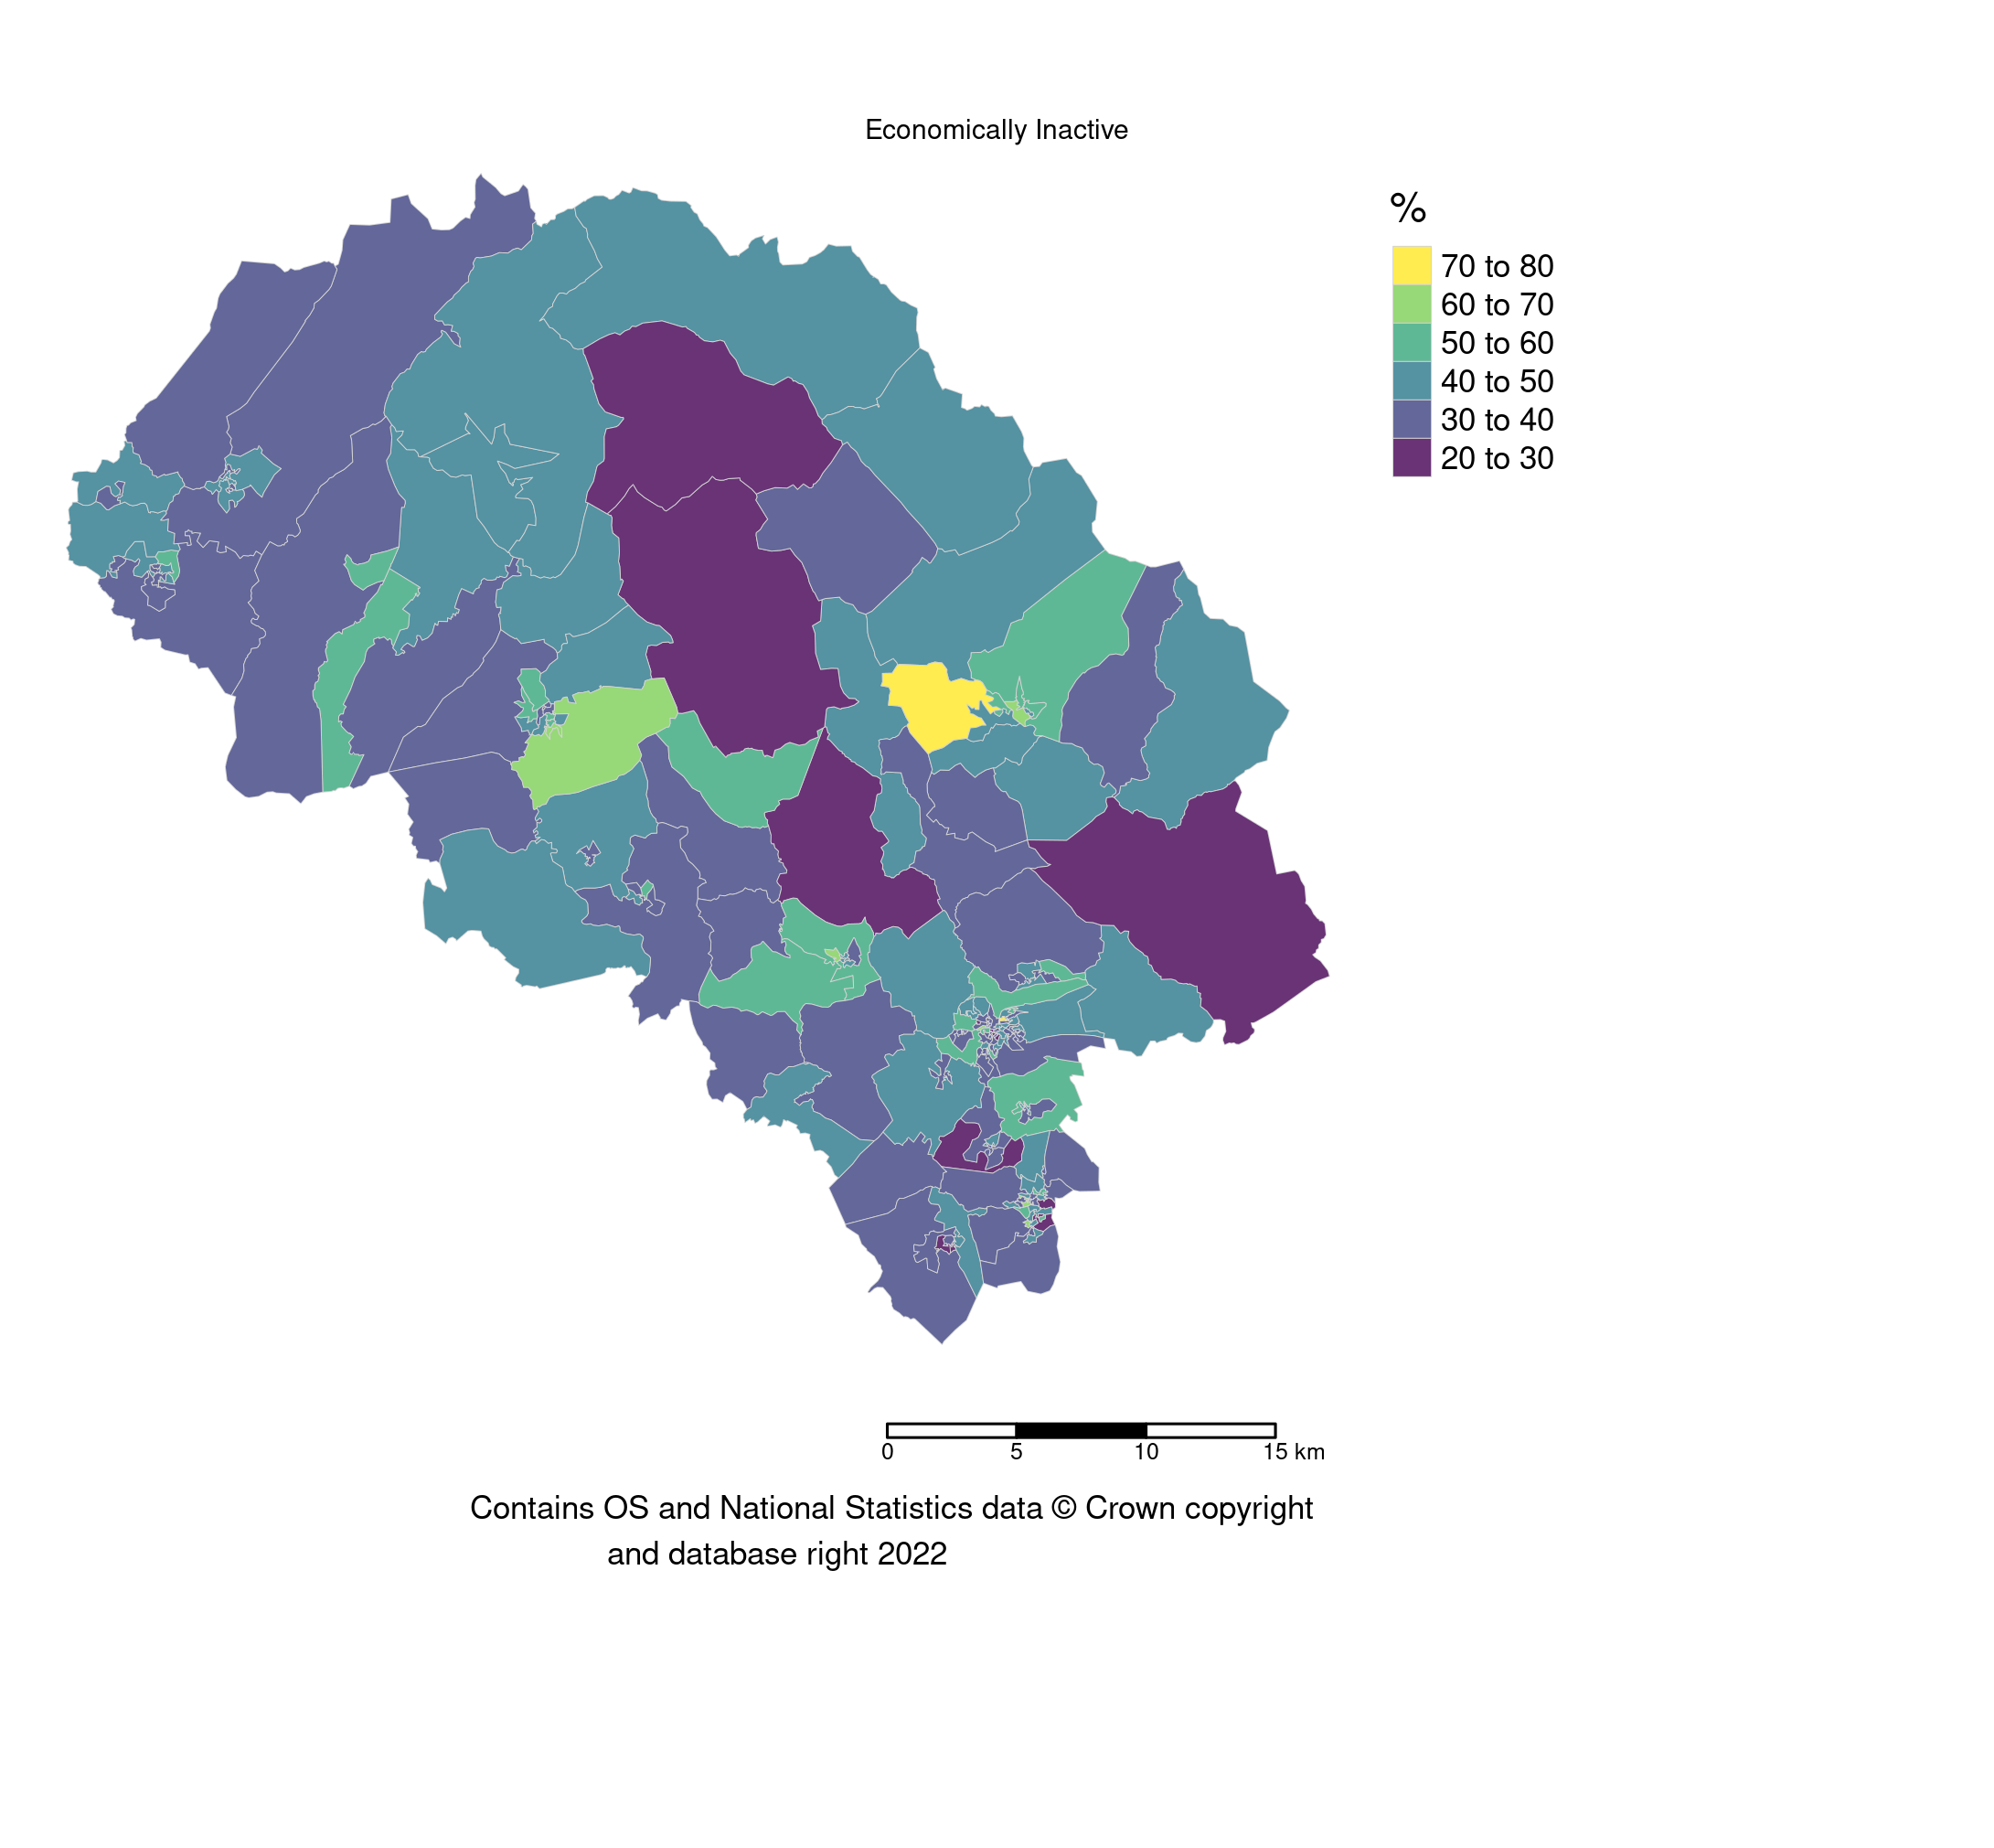 Economically Inactive
%
70 to 80
60 to 70
50 to 60
40 to 50
30 to 40
20 to 30
0 5 10 15 km
Contains OS and National Statistics data © Crown copyright
and database right 2022